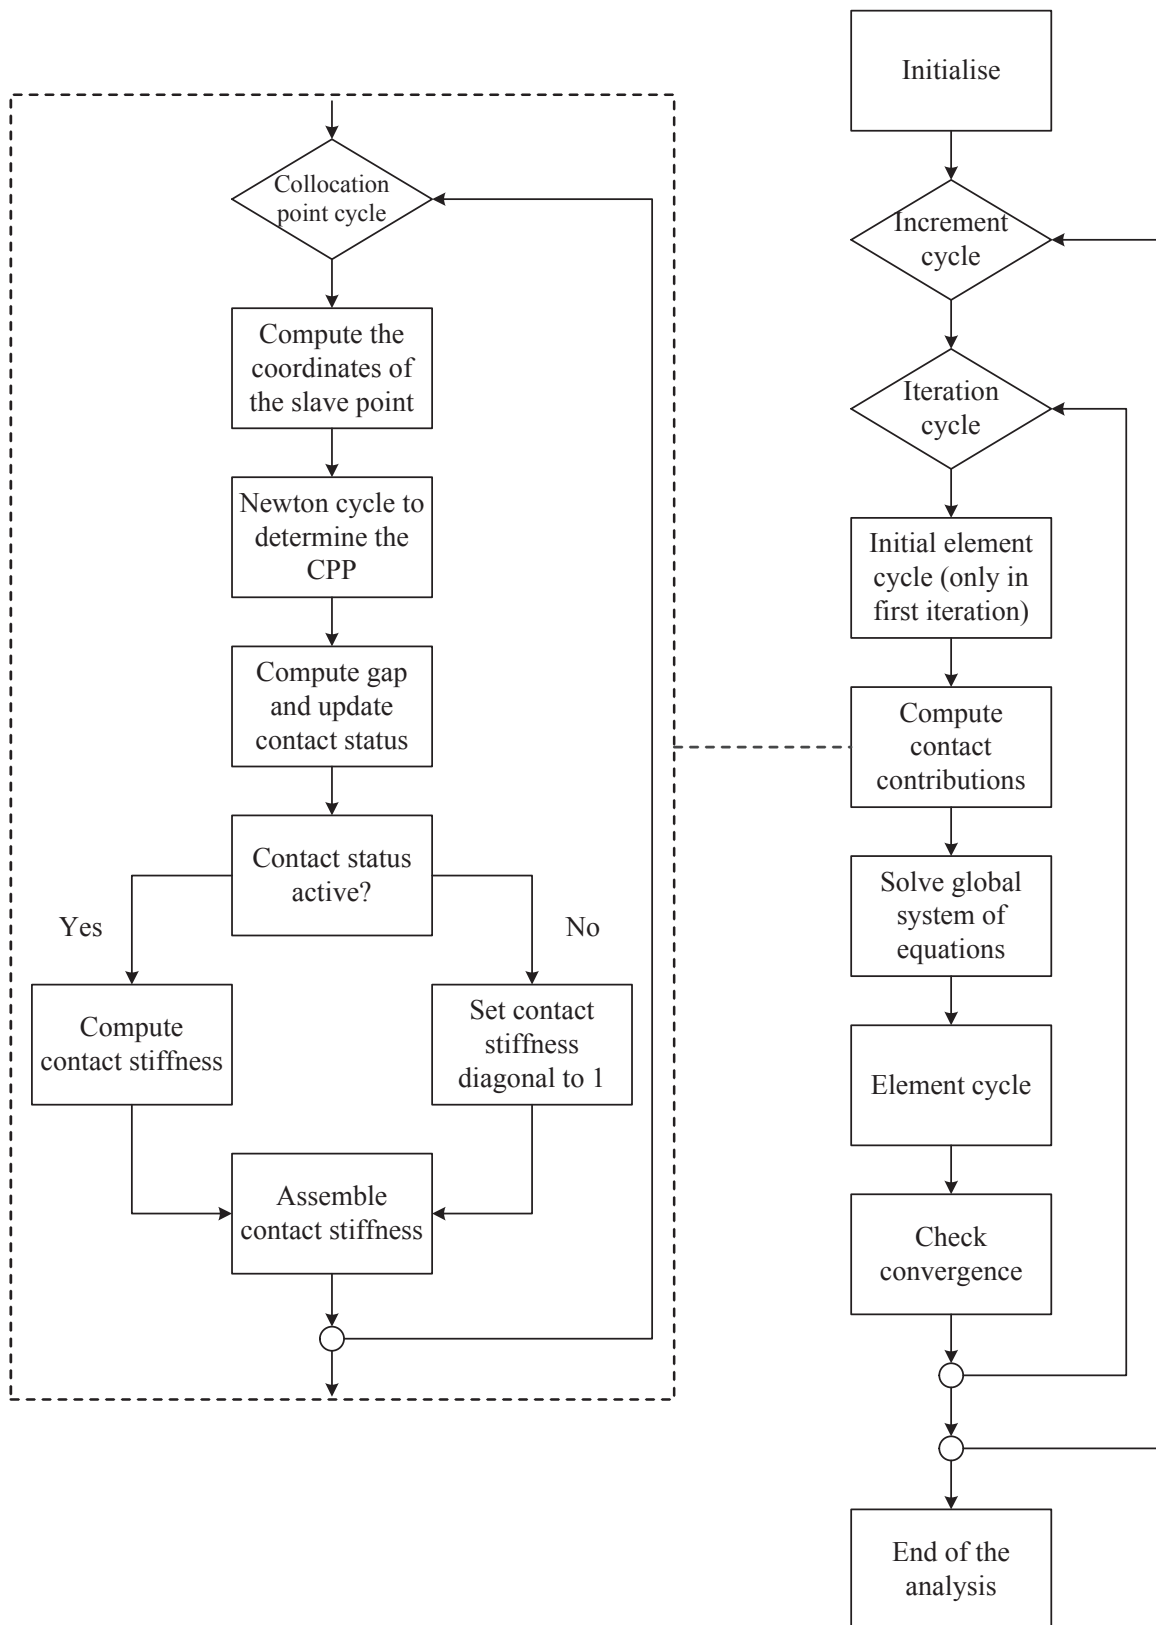 Collocation
point cycle
Compute the
coordinates of
the slave point
Newton cycle to
determine the
CPP
Compute gap
and update
contact status
Contact status
active?
Yes
No
Compute
contact stiffness
Set contact
stiffness
diagonal to 1
Assemble
contact stiffness
Initialise
Increment
cycle
Iteration
cycle
Initial element
cycle (only in
first iteration)
Compute
contact
contributions
Solve global
system of
equations
Element cycle
Check
convergence
End of the
analysis